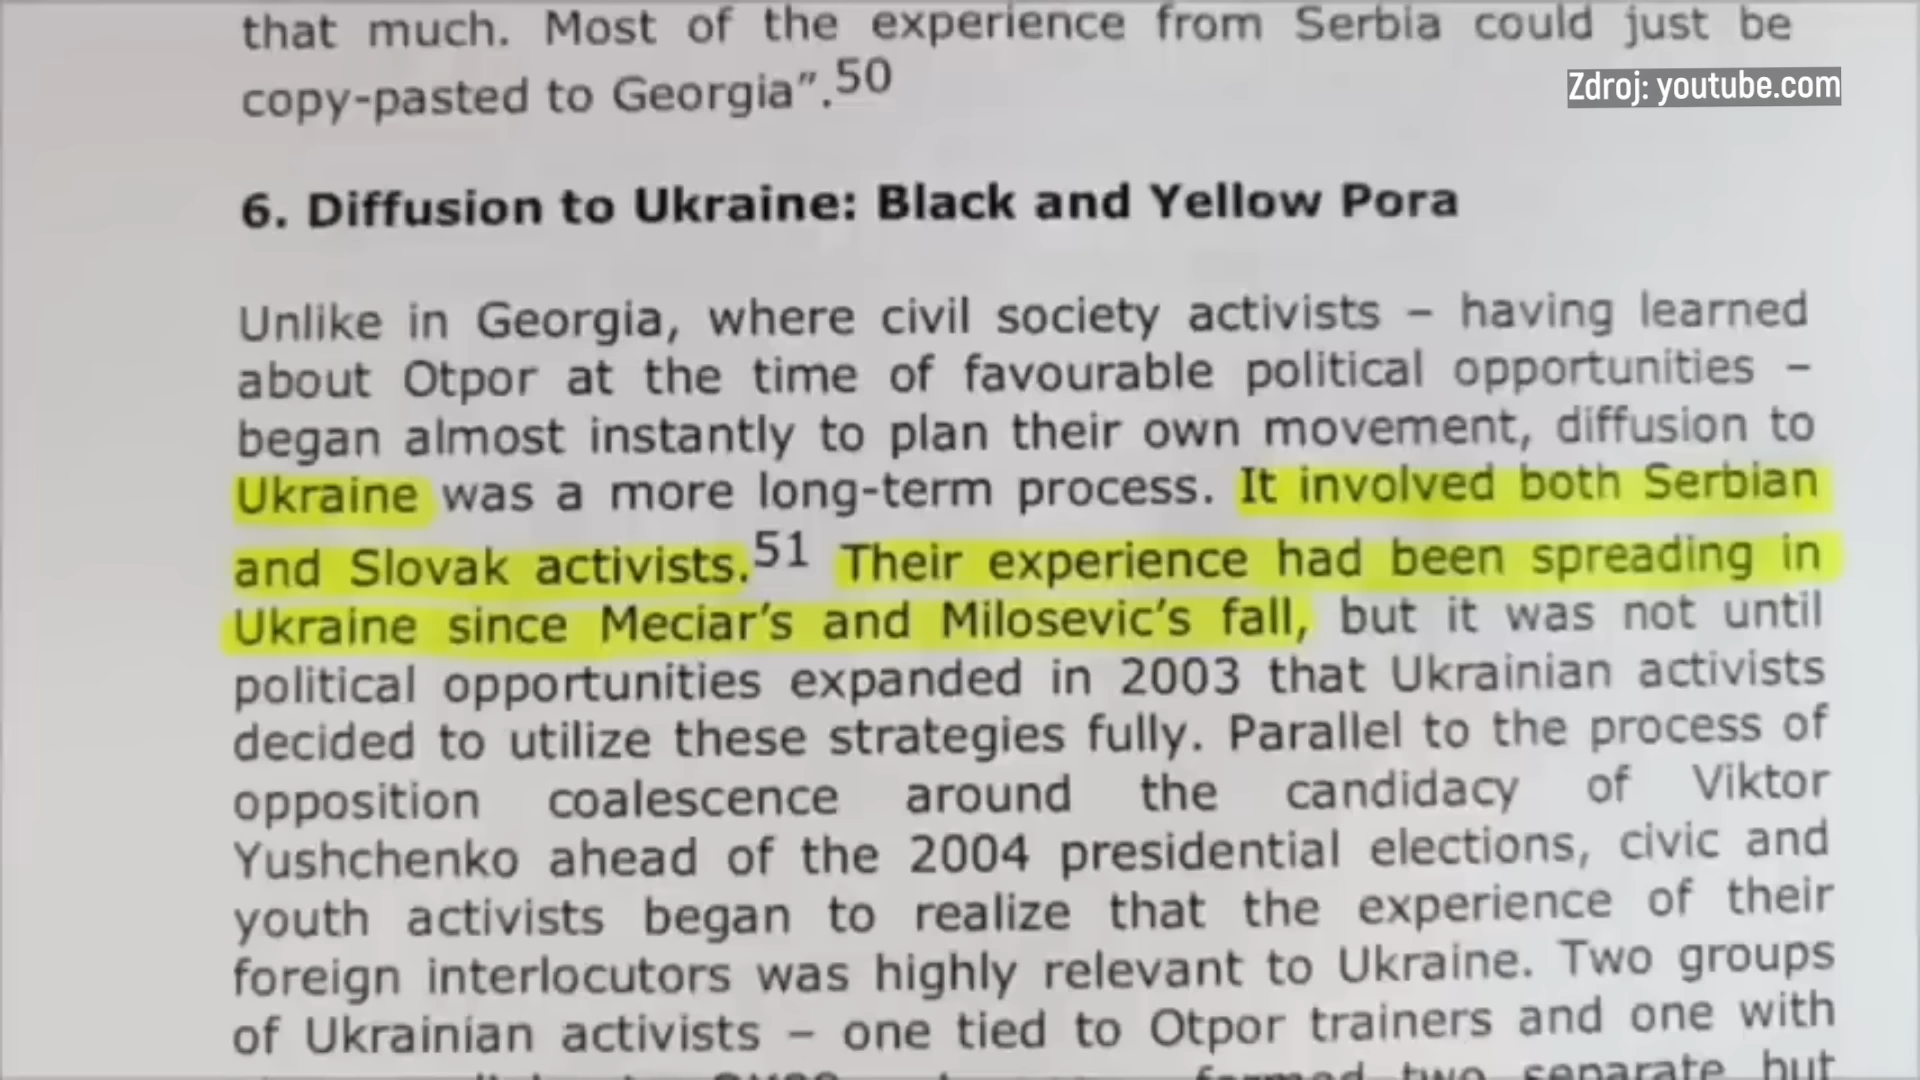 that much. Most of the experience from Serbia could just be
copy-pasted to Georgia”.50
Zdroj: youtube.com
6. Diffusion to Ukraine: Black and Yellow Pora
Unlike in Georgia, where civil society activists – having learned
about Otpor at the time of favourable political opportunities –
began almost instantly to plan their own movement, diffusion to
Ukraine was a more long-term process. It involved both Serbian
and Slovak activists.51 Their experience had been spreading in
Ukraine since Meciar’s and Milosevic’s fall, but it was not until
political opportunities expanded in 2003 that Ukrainian activists
decided to utilize these strategies fully. Parallel to the process of
opposition coalescence around the candidacy of Viktor
Yushchenko ahead of the 2004 presidential elections, civic and
youth activists began to realize that the experience of their
foreign interlocutors was highly relevant to Ukraine. Two groups
of Ukrainian activists – one tied to Otpor trainers and one with
formed two separate but